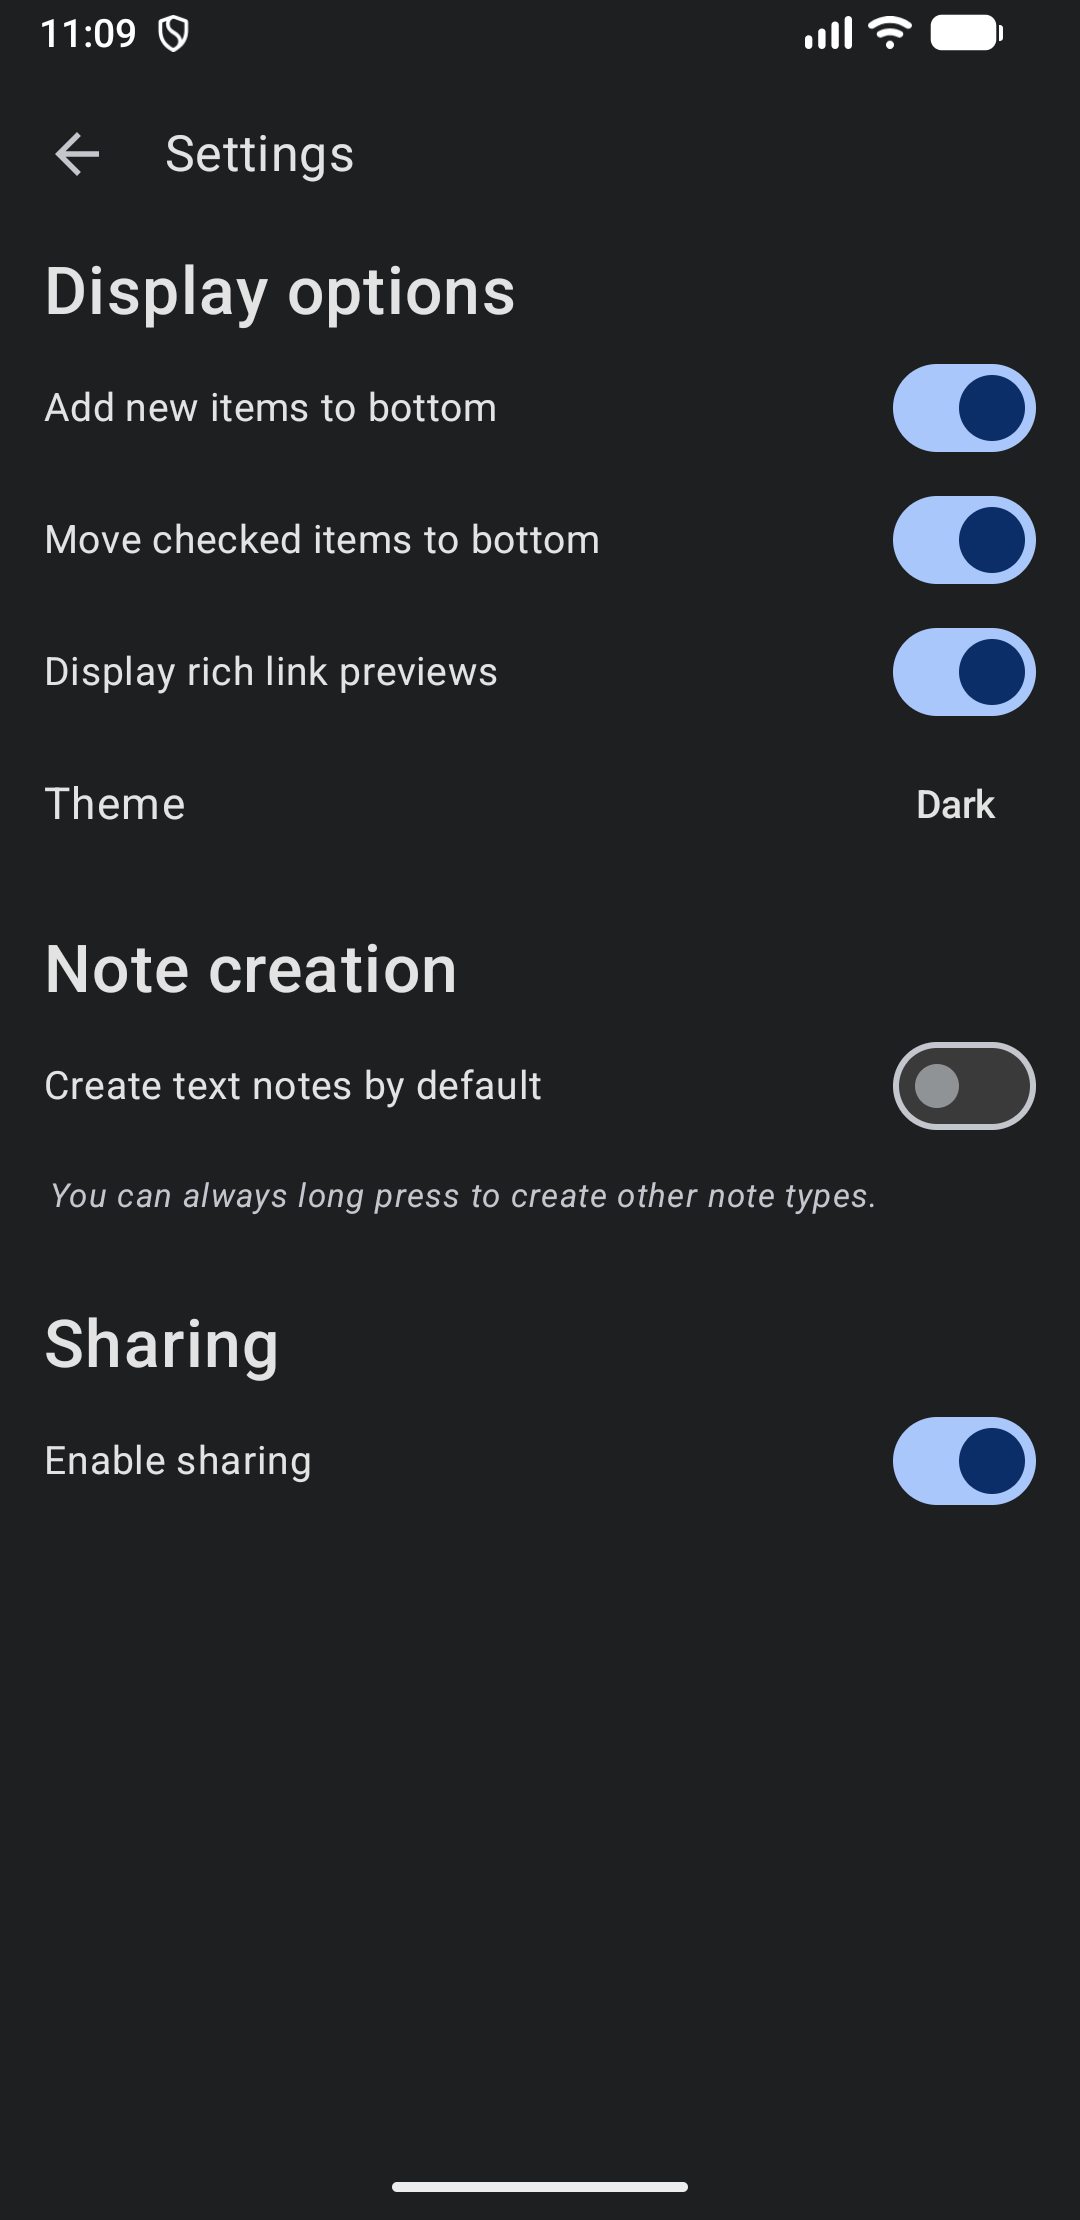 11:09
Settings
Display options
Add new items to bottom
Move checked items to bottom
Display rich link previews
Theme
Dark
Note creation
Create text notes by default
You can always long press to create other note types.
Sharing
Enable sharing